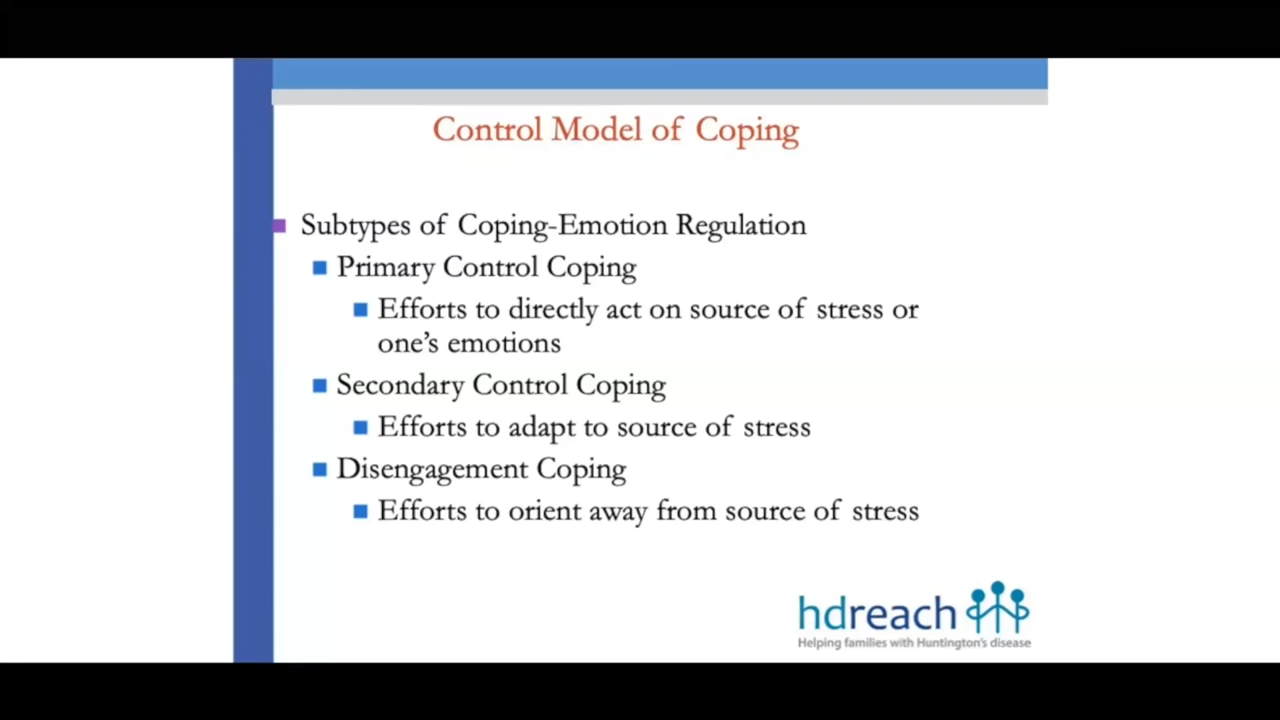 Control Model of Coping
Subtypes of Coping-Emotion Regulation
Primary Control Coping
Efforts to directly act on source of stress or
one's emotions
Secondary Control Coping
Efforts to adapt to source of stress
Disengagement Coping
Efforts to orient away from source of stress
hdreach
Helping families with Huntington's disease